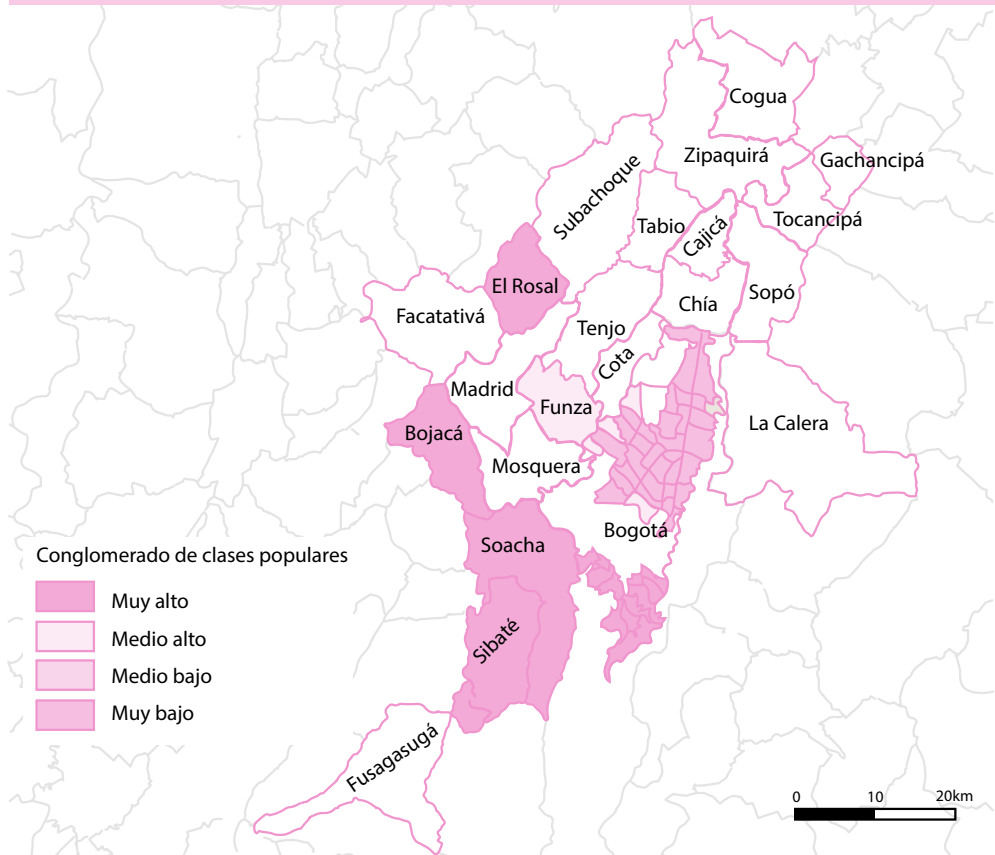 Cogua
Zipaquirá
Gachancipá
Subachoque
Tabio
Cajicá
Tocancipá
El Rosal
Chía
Sopó
Facatativá
Tenjo
Cota
Madrid
Funza
La Calera
Bojacá
Mosquera
Bogotá
Soacha
Sibaté
Fusagasugá
Conglomerado de clases populares
Muy alto
Medio alto
Medio bajo
Muy bajo
0 10 20km